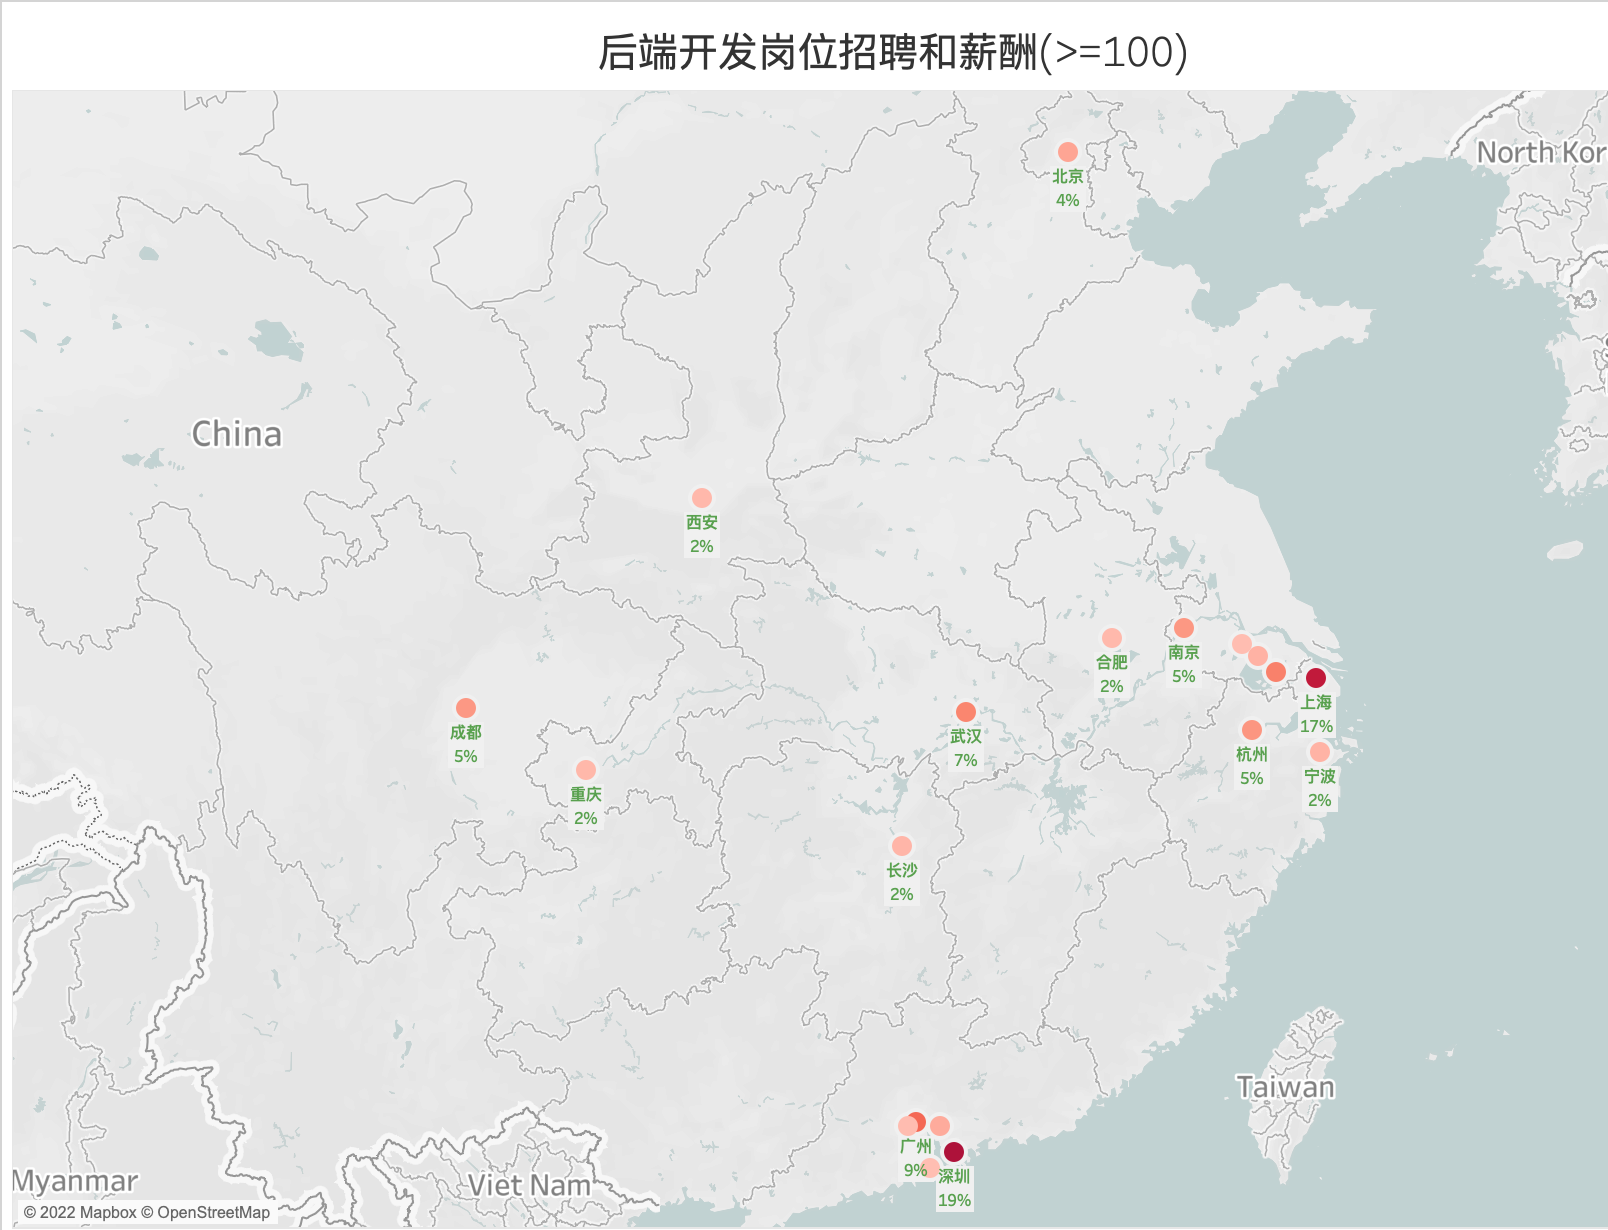 后端开发岗位招聘和薪酬(>=100)
North Kor
北京
4%
China
西安
2%
合肥
2%
南京
5%
上海
17%
成都
5%
武汉
7%
杭州
5%
宁波
2%
重庆
2%
长沙
2%
Taiwan
广州
9%
深圳
19%
Myanmar
Viet Nam
© 2022 Mapbox © OpenStreetMap